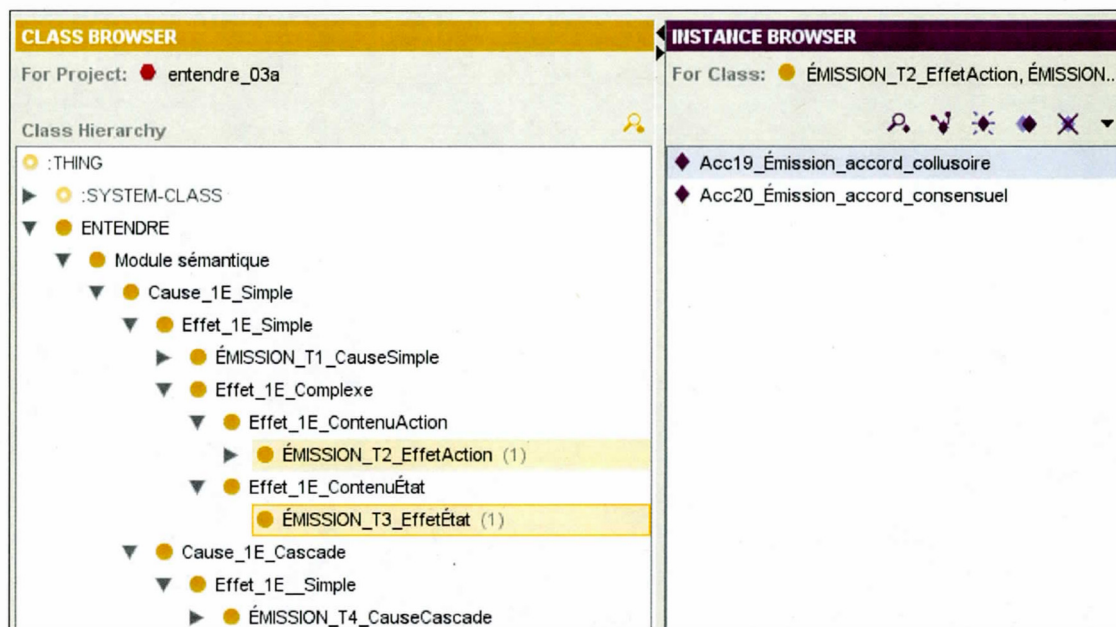 CLASS BROWSER
For Project: entendre_03a
Class Hierarchy
:THING
:SYSTEM-CLASS
ENTENDRE
Module sémantique
Cause_1E_Simple
Effet_1E_Simple
ÉMISSION_T1_CauseSimple
Effet_1E_Complexe
Effet_1E_ContenuAction
ÉMISSION_T2_EffetAction (1)
Effet_1E_ContenuÉtat
ÉMISSION_T3_EffetÉtat (1)
Cause_1E_Cascade
Effet_1E__Simple
ÉMISSION_T4_CauseCascade
INSTANCE BROWSER
For Class: ÉMISSION_T2_EffetAction, ÉMISSION...
Acc19_Émission_accord_collusoire
Acc20_Émission_accord_consensuel